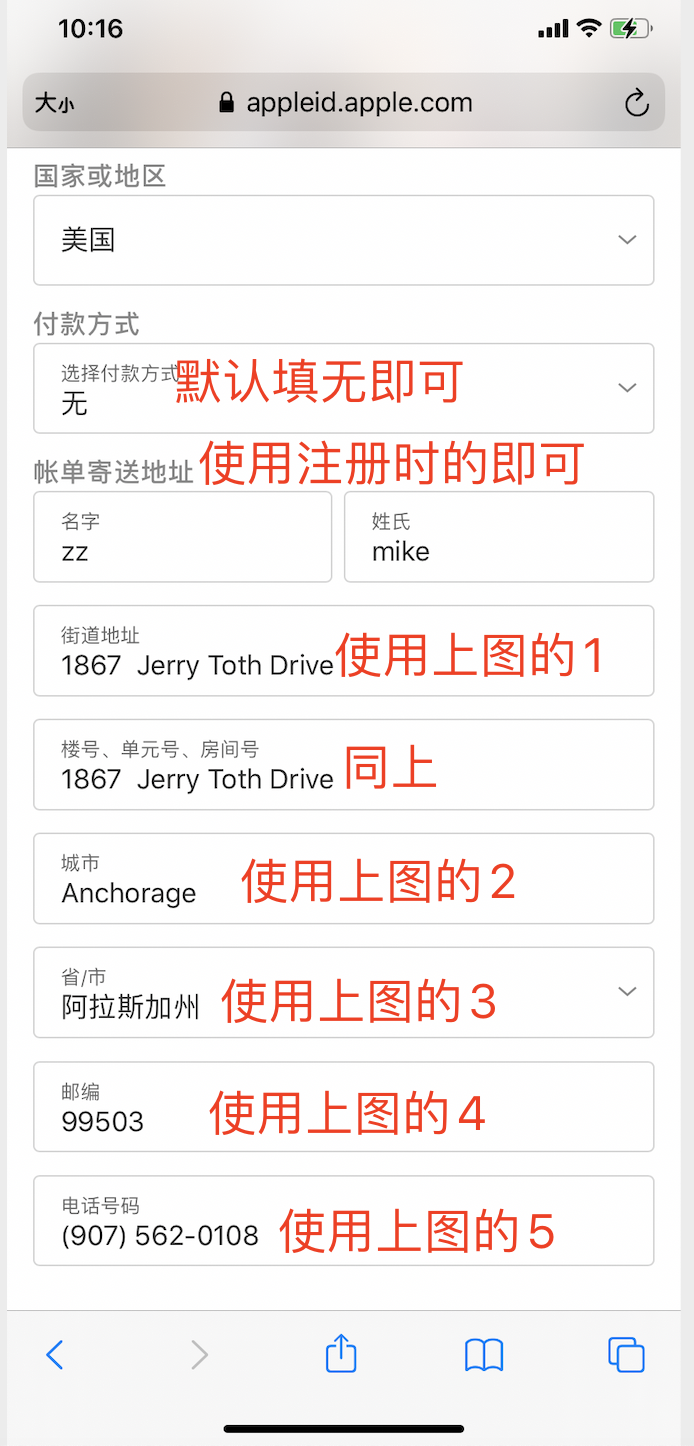 10:16
大小 appleid.apple.com
国家或地区
美国
付款方式
选择付款方式
无
默认填无即可
帐单寄送地址
使用注册时的即可
名字
zz
姓氏
mike
街道地址
1867 Jerry Toth Drive
使用上图的1
楼号、单元号、房间号
1867 Jerry Toth Drive
同上
城市
Anchorage
使用上图的2
省/市
阿拉斯加州
使用上图的3
邮编
99503
使用上图的4
电话号码
(907) 562-0108
使用上图的5